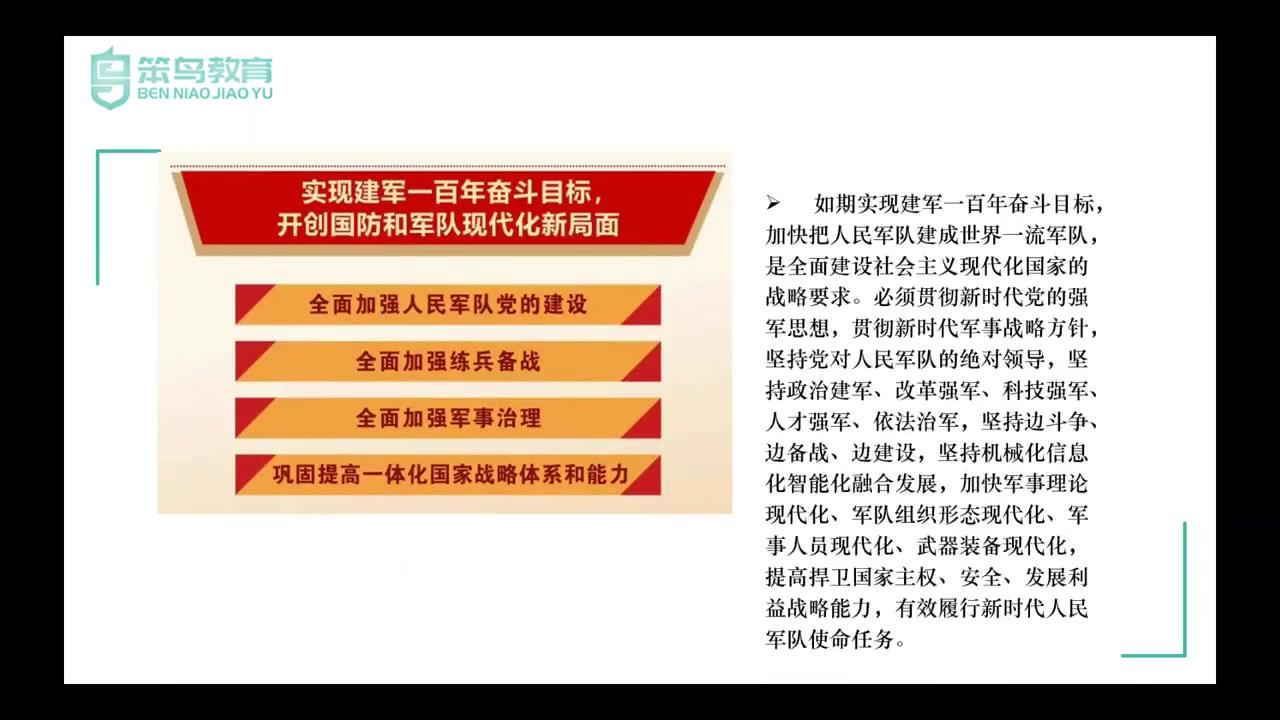 笨鸟教育
BEN NIAO JIAO YU
实现建军一百年奋斗目标，
开创国防和军队现代化新局面
全面加强人民军队党的建设
全面加强练兵备战
全面加强军事治理
巩固提高一体化国家战略体系和能力
➢ 如期实现建军一百年奋斗目标，
加快把人民军队建成世界一流军队，
是全面建设社会主义现代化国家的
战略要求。必须贯彻新时代党的强
军思想，贯彻新时代军事战略方针，
坚持党对人民军队的绝对领导，坚
持政治建军、改革强军、科技强军、
人才强军、依法治军，坚持边斗争、
边备战、边建设，坚持机械化信息
化智能化融合发展，加快军事理论
现代化、军队组织形态现代化、军
事人员现代化、武器装备现代化，
提高捍卫国家主权、安全、发展利
益战略能力，有效履行新时代人民
军队使命任务。